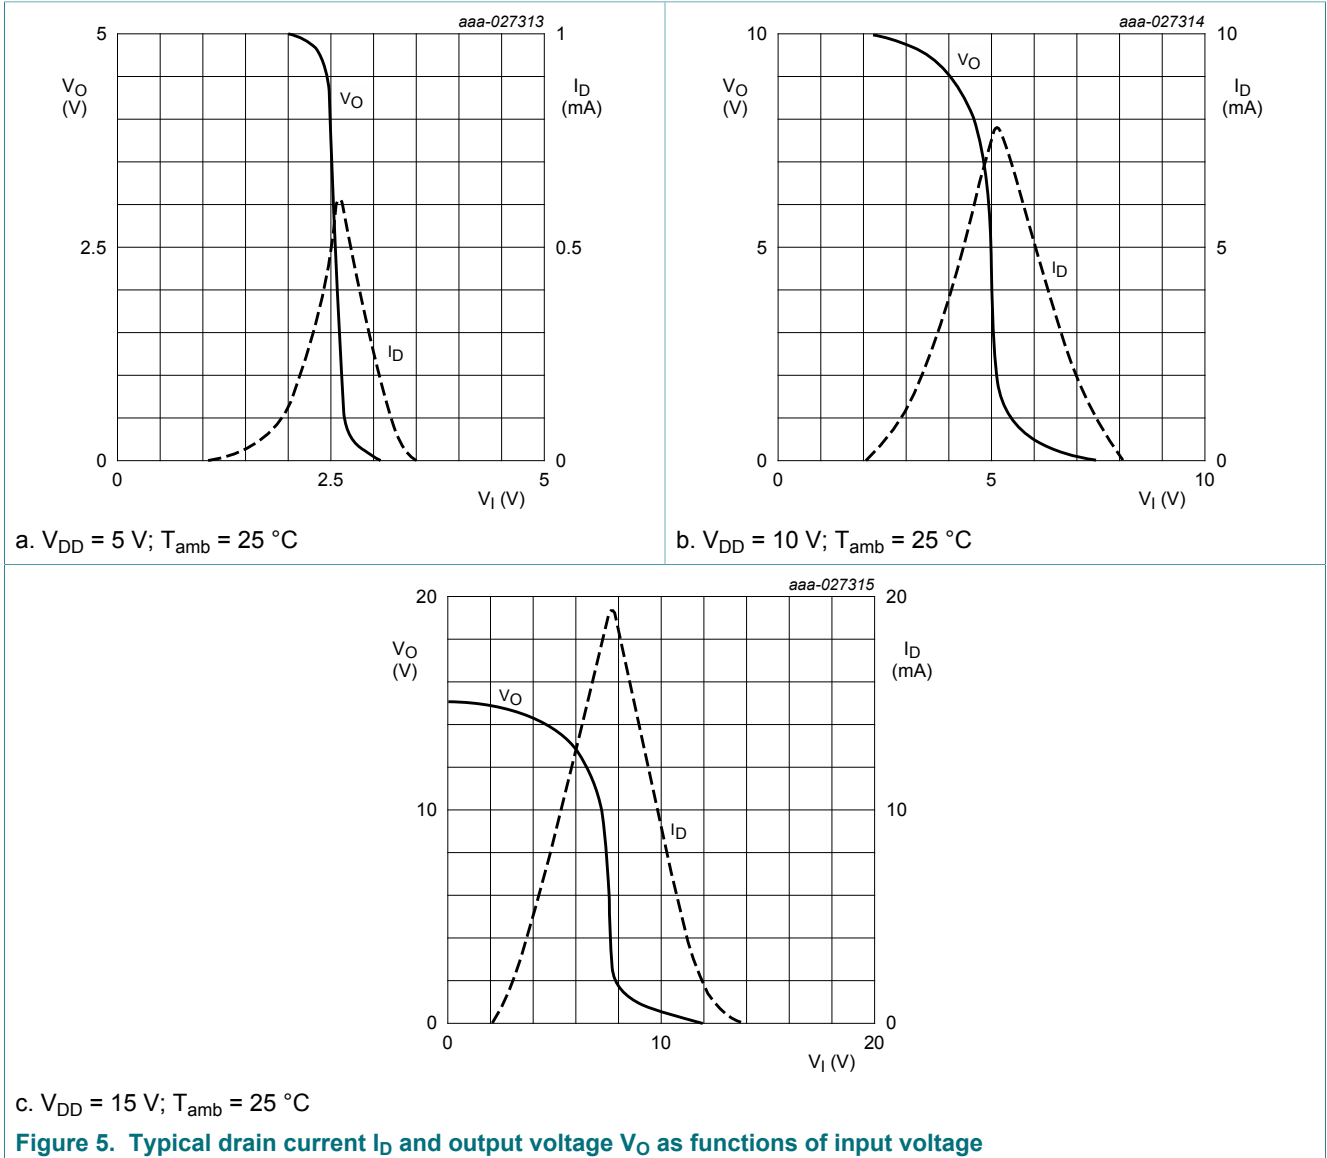 aaa-027313
5
1
VO
(V)
ID
(mA)
VO
2.5
0.5
ID
0
0
0
2.5
5
VI (V)
a. VDD = 5 V; Tamb = 25 °C
aaa-027314
10
10
VO
(V)
ID
(mA)
VO
5
5
ID
0
0
0
5
10
VI (V)
b. VDD = 10 V; Tamb = 25 °C
aaa-027315
20
20
VO
(V)
ID
(mA)
VO
10
10
ID
0
0
0
10
20
VI (V)
c. VDD = 15 V; Tamb = 25 °C
Figure 5. Typical drain current ID and output voltage VO as functions of input voltage